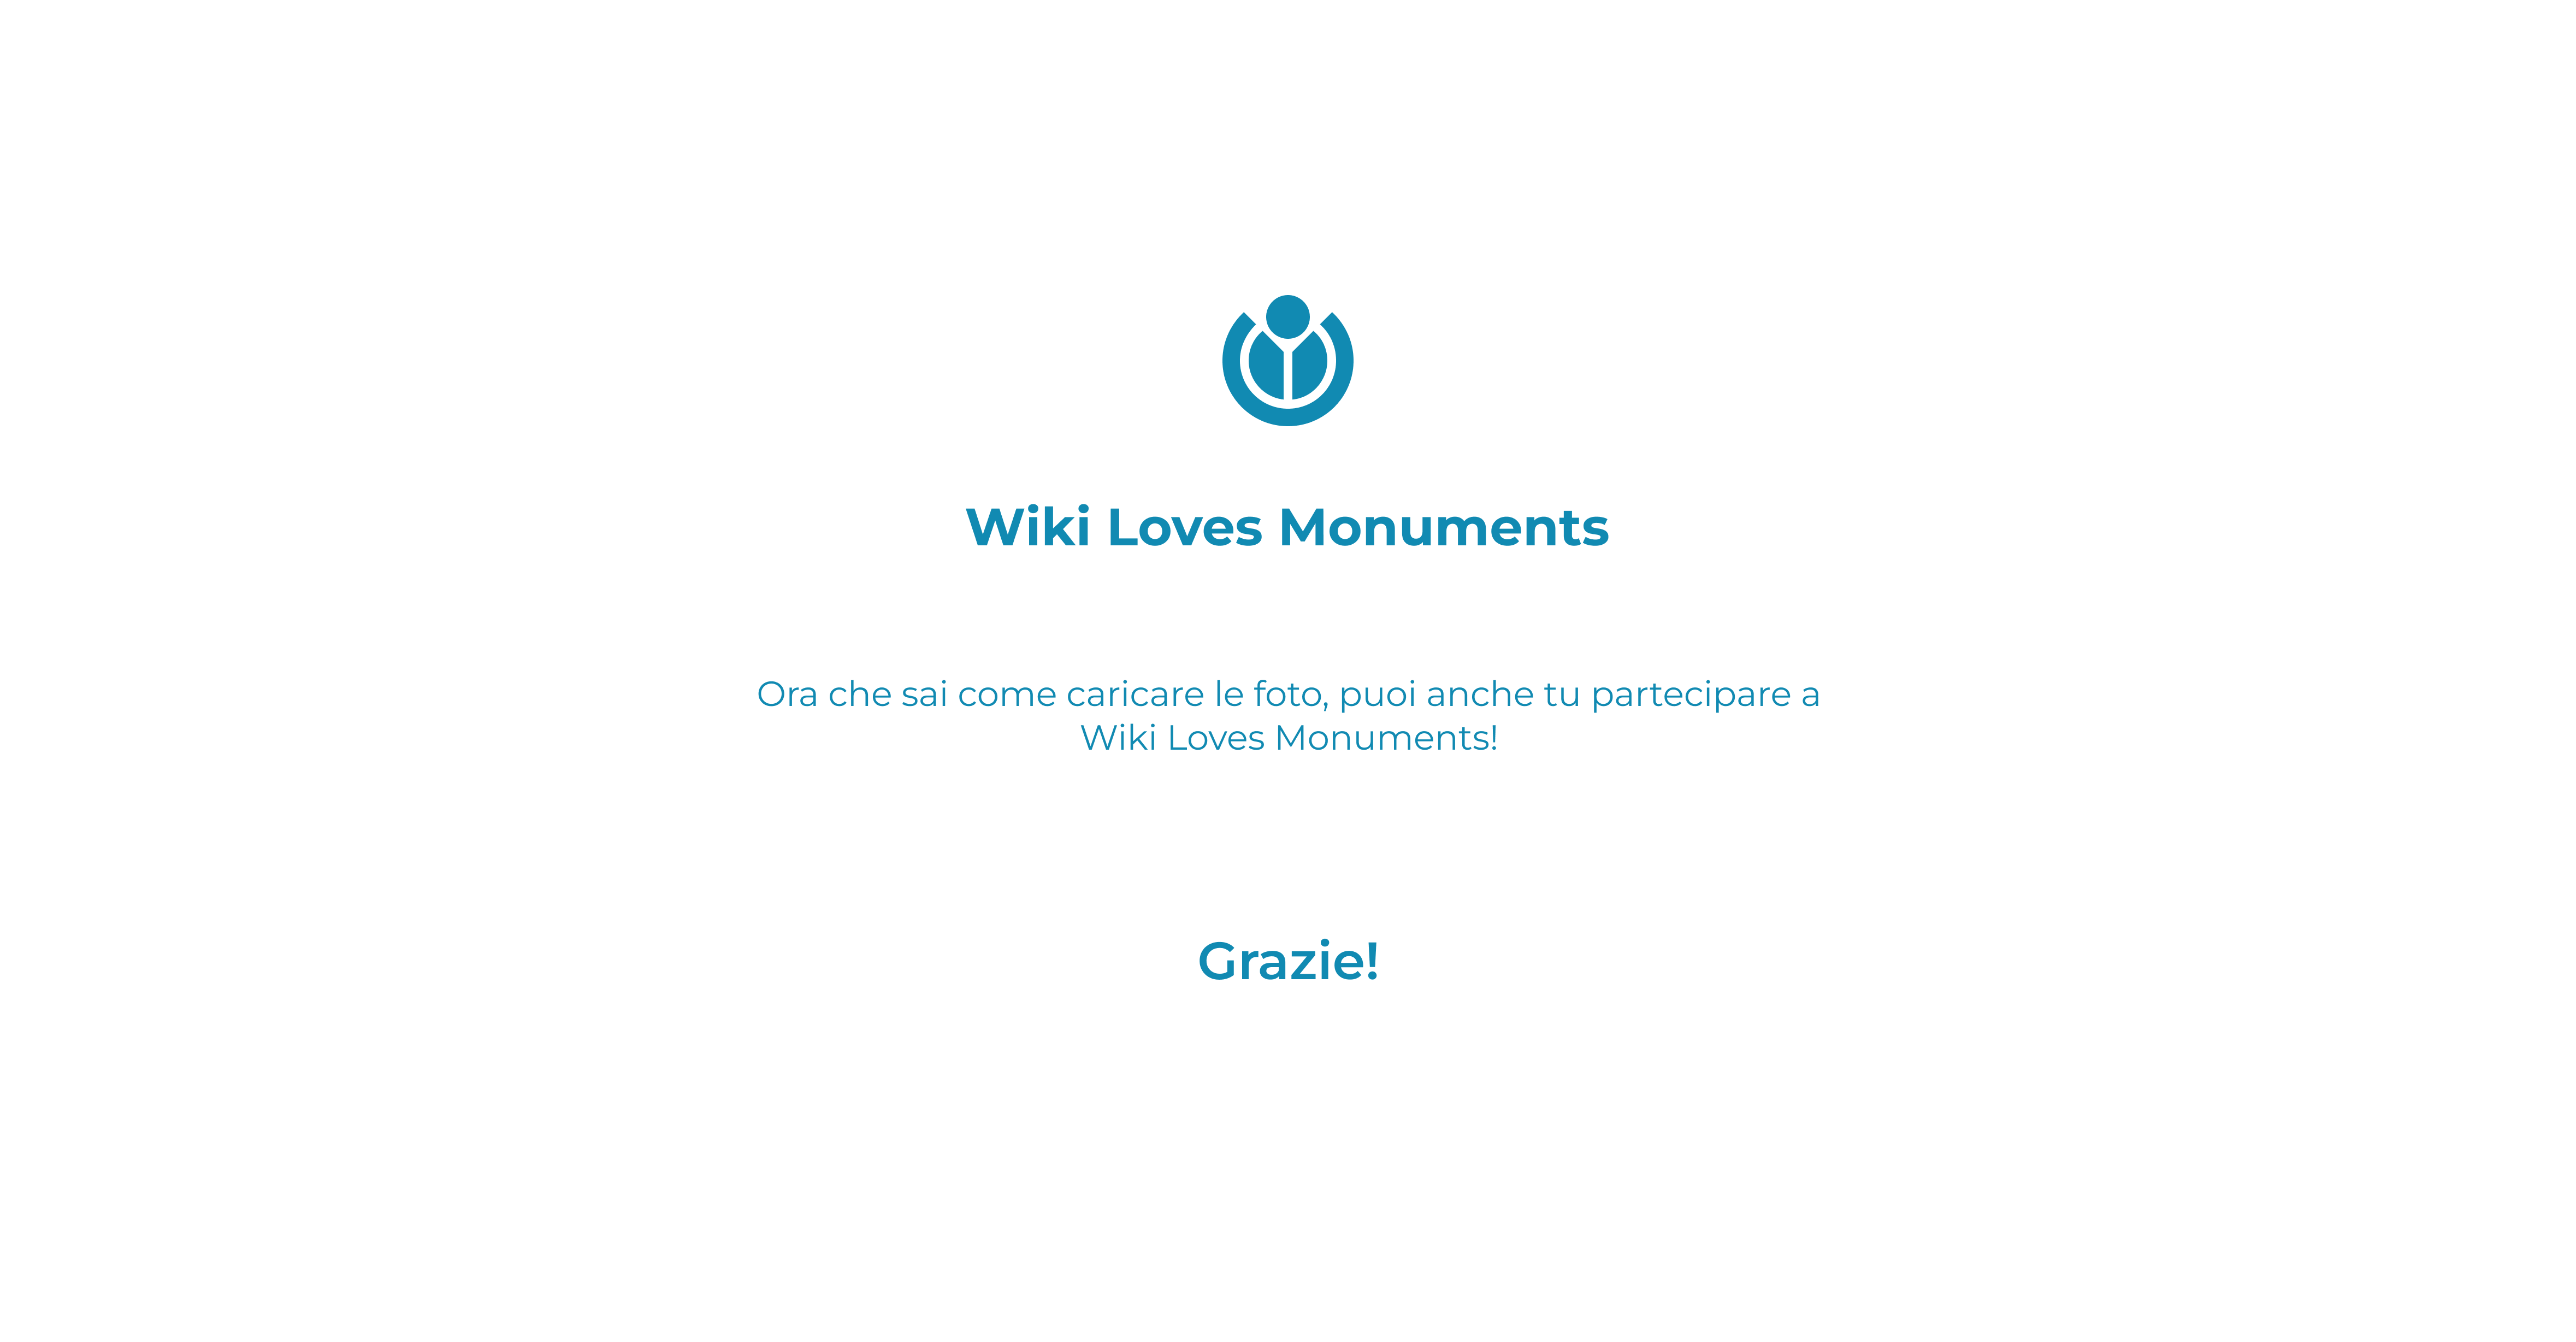 Wiki Loves Monuments
Ora che sai come caricare le foto, puoi anche tu partecipare a
Wiki Loves Monuments!
Grazie!